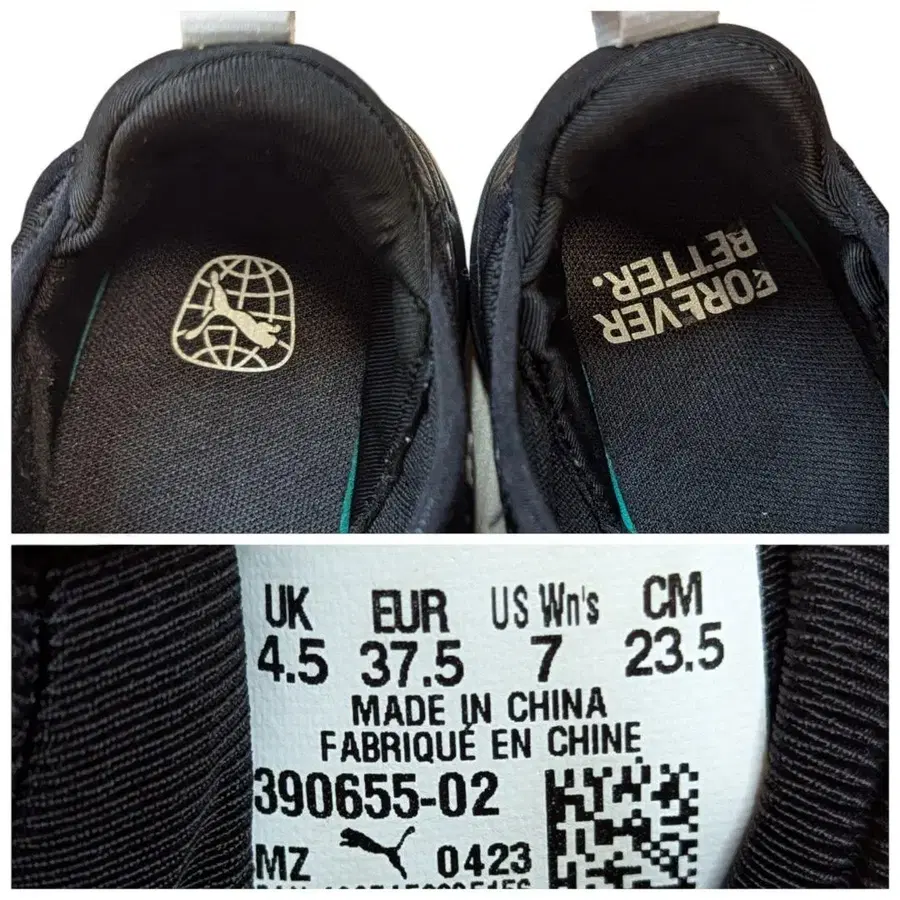 FOREVER
BETTER.
UK EUR US Wn's CM
4.5 37.5 7 23.5
MADE IN CHINA
FABRIQUÉ EN CHINE
390655-02
MZ 0423